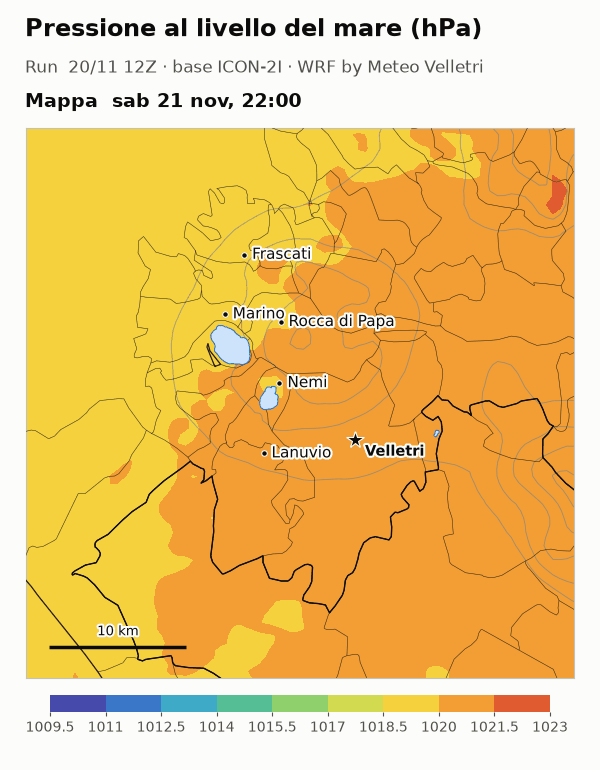 Pressione al livello del mare (hPa)
Run  20/11 12Z · base ICON-2I · WRF by Meteo Velletri
Mappa  sab 21 nov, 22:00
Frascati
Marino
Rocca di Papa
Nemi
Velletri
Lanuvio
10 km
1009.5 1011 1012.5 1014 1015.5 1017 1018.5 1020 1021.5 1023